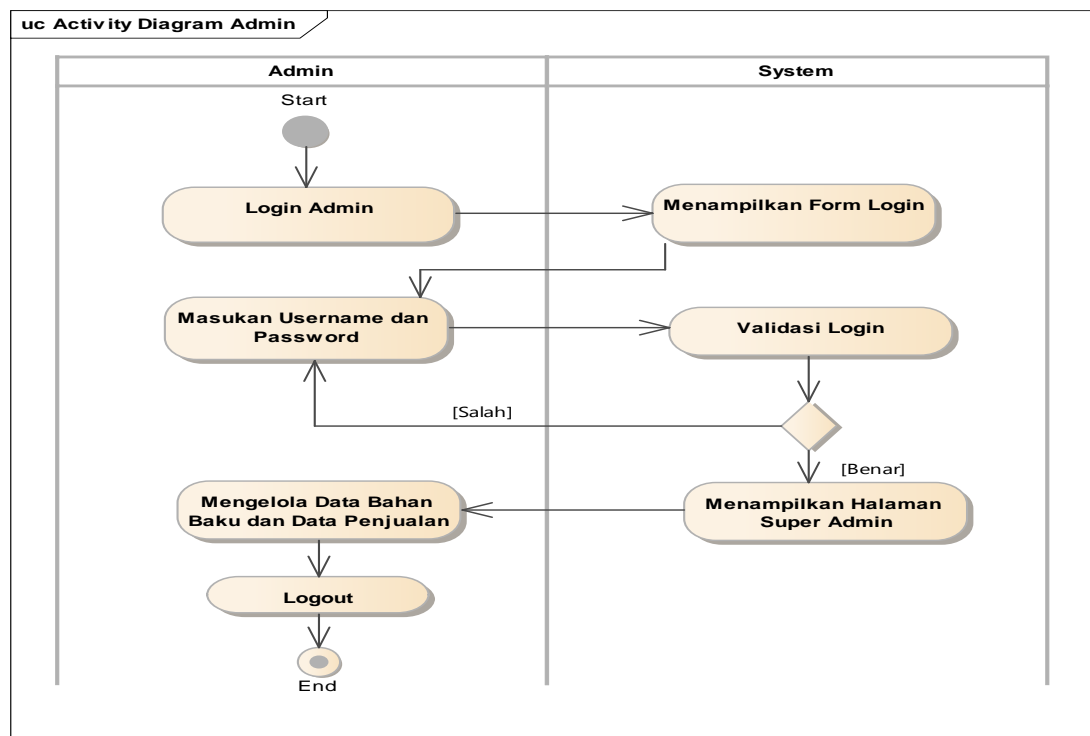 uc Activity Diagram Admin
Admin
System
Start
Login Admin
Menampilkan Form Login
Masukan Username dan
Password
Validasi Login
[Salah]
[Benar]
Mengelola Data Bahan
Baku dan Data Penjualan
Menampilkan Halaman
Super Admin
Logout
End